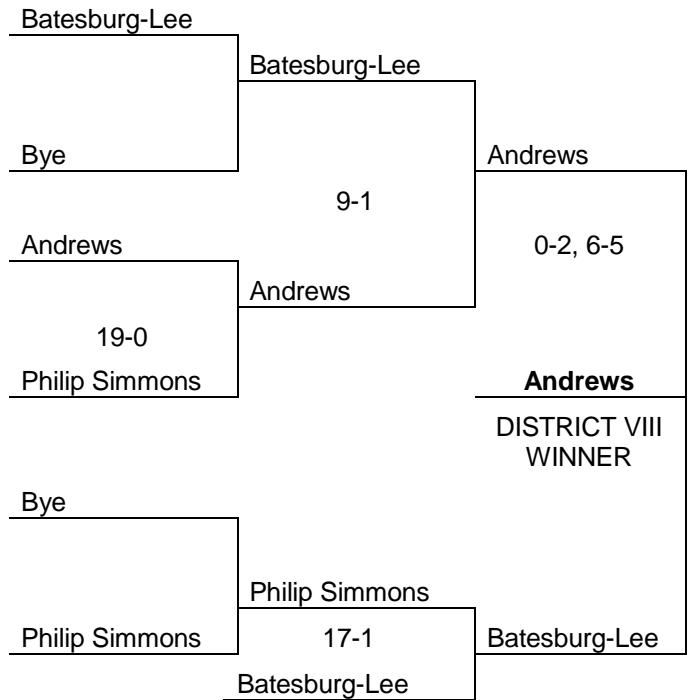 Batesburg-Lee
Batesburg-Lee
Bye
Andrews
9-1
Andrews
0-2, 6-5
Andrews
19-0
Philip Simmons
Andrews
DISTRICT VIII
WINNER
Bye
Philip Simmons
Philip Simmons
17-1
Batesburg-Lee
Batesburg-Lee